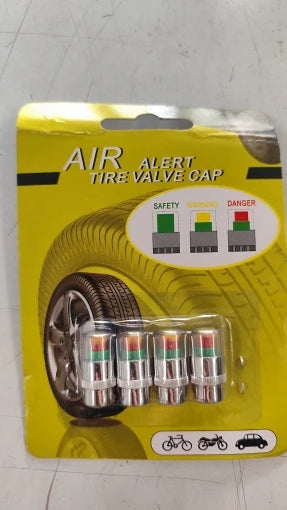 AIR ALERT
TIRE VALVE CAP
SAFETY WARNING DANGER